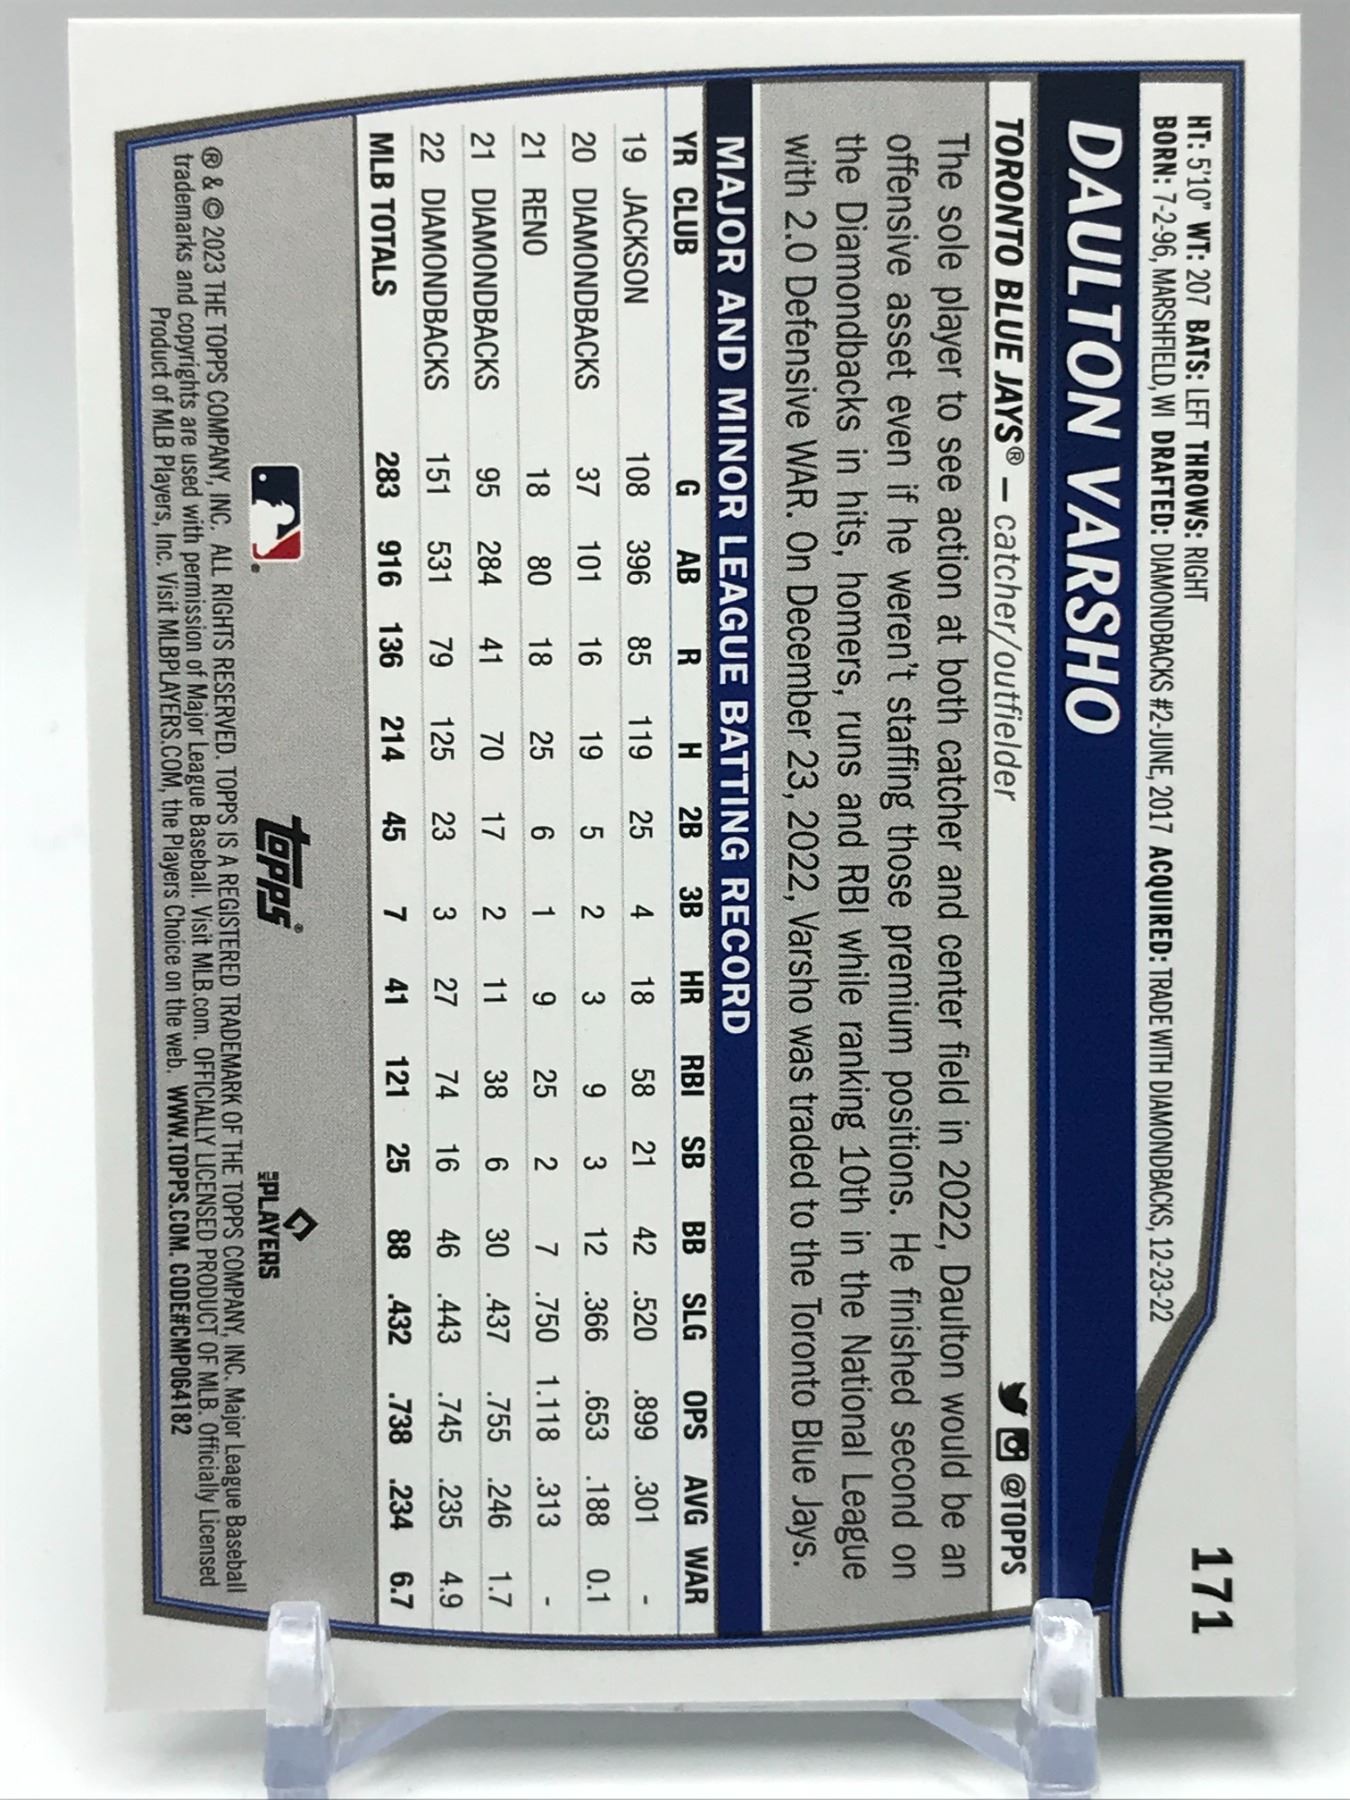 171
HT: 5'10" WT: 207 BATS: LEFT THROWS: RIGHT
BORN: 7-2-96, MARSHFIELD, WI DRAFTED: DIAMONDBACKS #2-JUNE, 2017 ACQUIRED: TRADE WITH DIAMONDBACKS, 12-23-22
DAULTON VARSHO
TORONTO BLUE JAYS® – catcher/outfielder @TOPPS
The sole player to see action at both catcher and center field in 2022, Daulton would be an
offensive asset even if he weren't staffing those premium positions. He finished second on
the Diamondbacks in hits, homers, runs and RBI while ranking 10th in the National League
with 2.0 Defensive WAR. On December 23, 2022, Varsho was traded to the Toronto Blue Jays.
MAJOR AND MINOR LEAGUE BATTING RECORD
YR CLUB G AB R H 2B 3B HR RBI SB BB SLG OPS AVG WAR
19 JACKSON 108 396 85 119 25 4 18 58 21 42 .520 .899 .301 -
20 DIAMONDBACKS 37 101 16 19 5 2 3 9 3 12 .366 .653 .188 0.1
21 RENO 18 80 18 25 6 1 9 25 2 7 .750 1.118 .313 -
21 DIAMONDBACKS 95 284 41 70 17 2 11 38 6 30 .437 .755 .246 1.7
22 DIAMONDBACKS 151 531 79 125 23 3 27 74 16 46 .443 .745 .235 4.9
MLB TOTALS 283 916 136 214 45 7 41 121 25 88 .432 .738 .234 6.7
topps® MLB PLAYERS
® & © 2023 THE TOPPS COMPANY, INC. ALL RIGHTS RESERVED. TOPPS IS A REGISTERED TRADEMARK OF THE TOPPS COMPANY, INC. Major League Baseball
trademarks and copyrights are used with permission of Major League Baseball. Visit MLB.com. OFFICIALLY LICENSED PRODUCT OF MLB. Officially Licensed
Product of MLB Players, Inc. Visit MLBPLAYERS.COM, the Players Choice on the web. WWW.TOPPS.COM. CODE#CMP064182